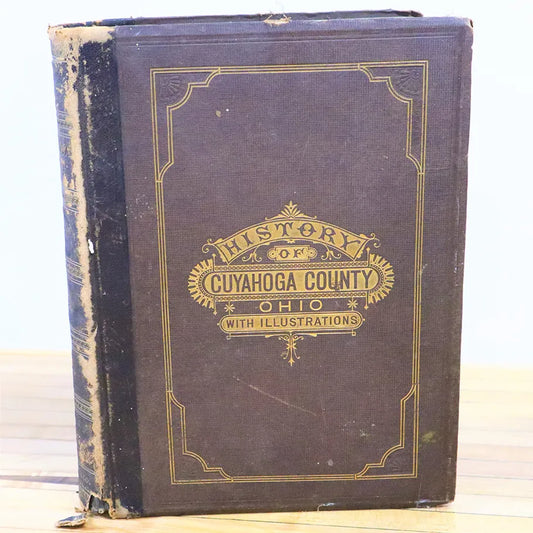 HISTORY
OF
CUYAHOGA COUNTY
OHIO
WITH ILLUSTRATIONS